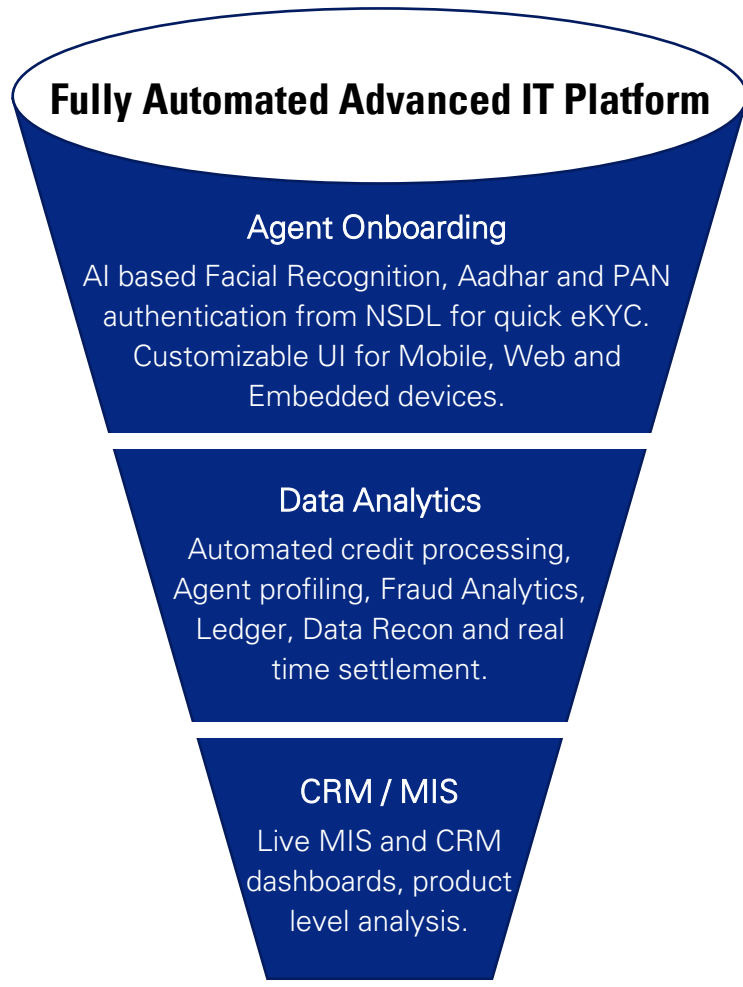 Fully Automated Advanced IT Platform
Agent Onboarding
AI based Facial Recognition, Aadhar and PAN
authentication from NSDL for quick eKYC.
Customizable UI for Mobile, Web and
Embedded devices.
Data Analytics
Automated credit processing,
Agent profiling, Fraud Analytics,
Ledger, Data Recon and real
time settlement.
CRM / MIS
Live MIS and CRM
dashboards, product
level analysis.